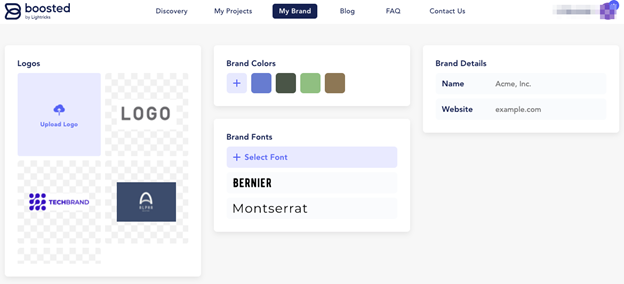 boosted
by Lightricks
Discovery
My Projects
My Brand
Blog
FAQ
Contact Us
Logos
Upload Logo
LOGO
TECHBRAND
ALPHA
Brand Colors
Brand Fonts
+ Select Font
BERNIER
Montserrat
Brand Details
Name Acme, Inc.
Website example.com